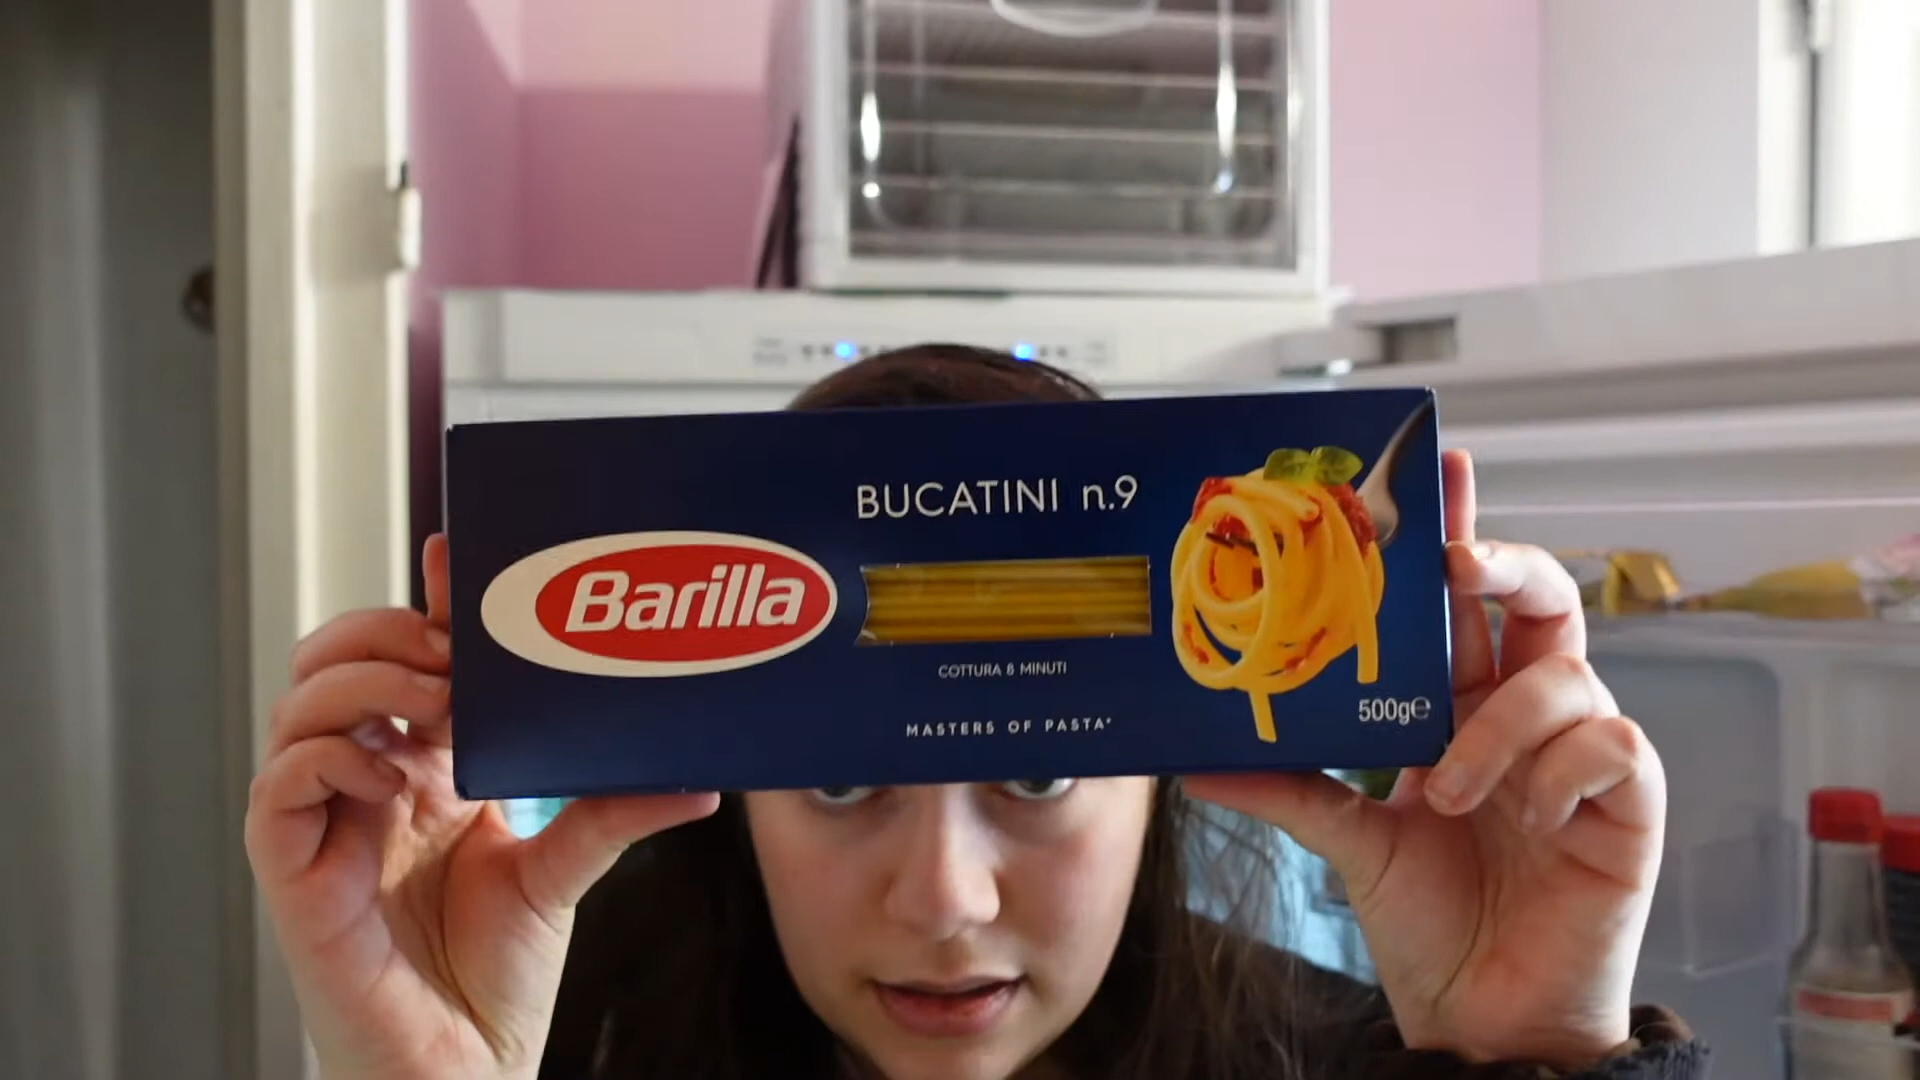 BUCATINI n.9
Barilla
COTTURA 8 MINUTI
MASTERS OF PASTA*
500g℮